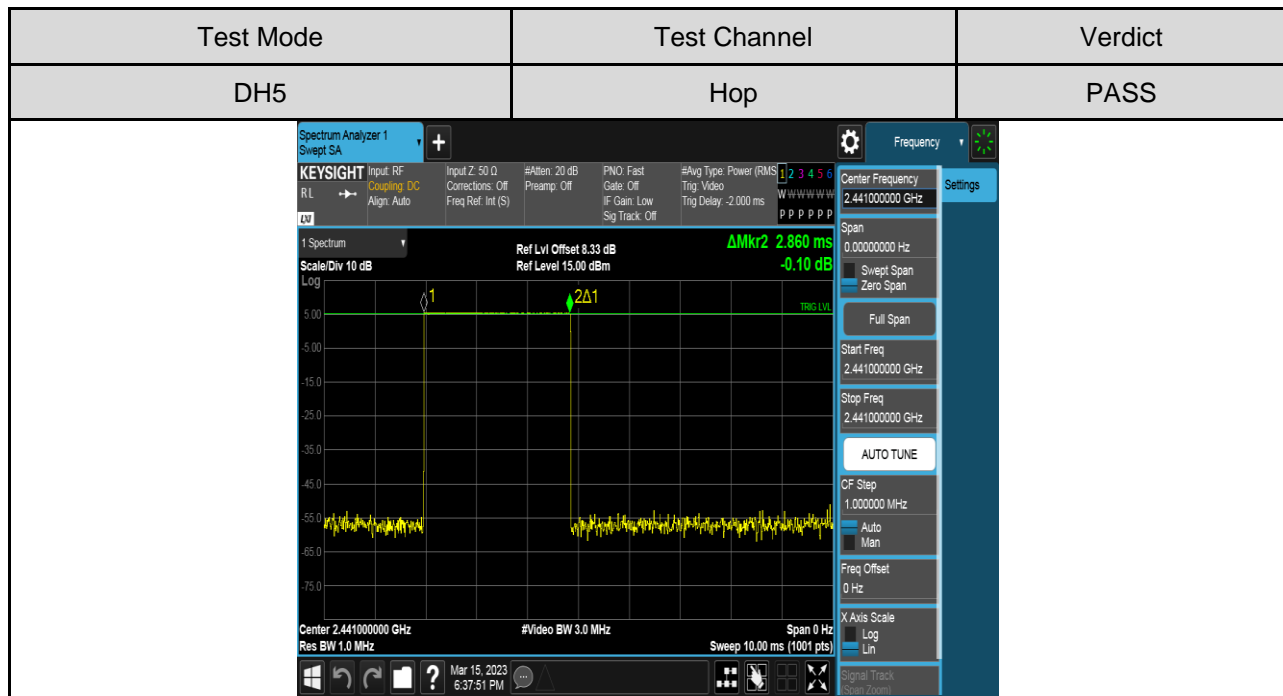 Test Mode Test Channel Verdict
DH5 Hop PASS
Spectrum Analyzer 1
Swept SA
+
Frequency
KEYSIGHT
RL
LXI
Input: RF
Coupling: DC
Align: Auto
Input Z: 50 Ω
Corrections: Off
Freq Ref: Int (S)
#Atten: 20 dB
Preamp: Off
PNO: Fast
Gate: Off
IF Gain: Low
Sig Track: Off
#Avg Type: Power (RMS
Trig: Video
Trig Delay: -2.000 ms
1 2 3 4 5 6
W W W W W W
P P P P P P
1 Spectrum
Scale/Div 10 dB
Log
Ref Lvl Offset 8.33 dB
Ref Level 15.00 dBm
ΔMkr2 2.860 ms
-0.10 dB
1
2Δ1
TRIG LVL
5.00
-5.00
-15.0
-25.0
-35.0
-45.0
-55.0
-65.0
-75.0
Center 2.441000000 GHz
Res BW 1.0 MHz
#Video BW 3.0 MHz
Span 0 Hz
Sweep 10.00 ms (1001 pts)
?
Mar 15, 2023
6:37:51 PM
Center Frequency
2.441000000 GHz
Settings
Span
0.00000000 Hz
Swept Span
Zero Span
Full Span
Start Freq
2.441000000 GHz
Stop Freq
2.441000000 GHz
AUTO TUNE
CF Step
1.000000 MHz
Auto
Man
Freq Offset
0 Hz
X Axis Scale
Log
Lin
Signal Track
(Span Zoom)